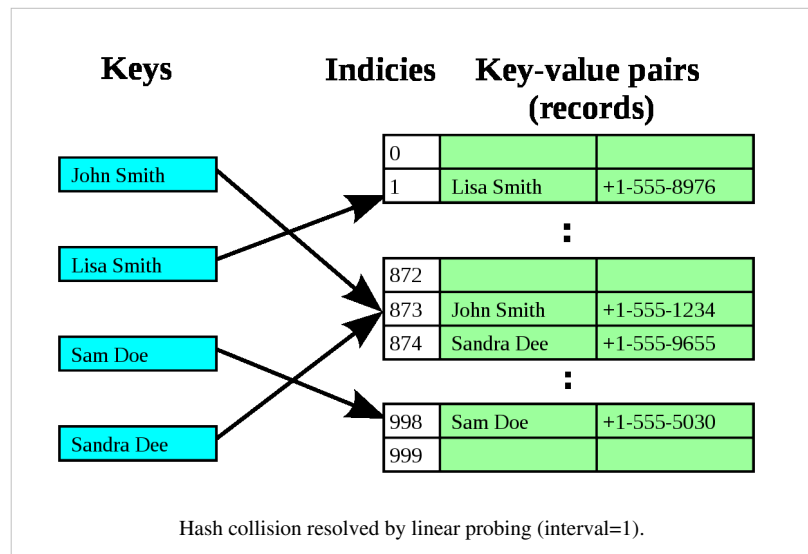 Keys
Indicies
Key-value pairs
(records)
John Smith
Lisa Smith
Sam Doe
Sandra Dee
0
1 Lisa Smith +1-555-8976
:
872
873 John Smith +1-555-1234
874 Sandra Dee +1-555-9655
:
998 Sam Doe +1-555-5030
999
Hash collision resolved by linear probing (interval=1).